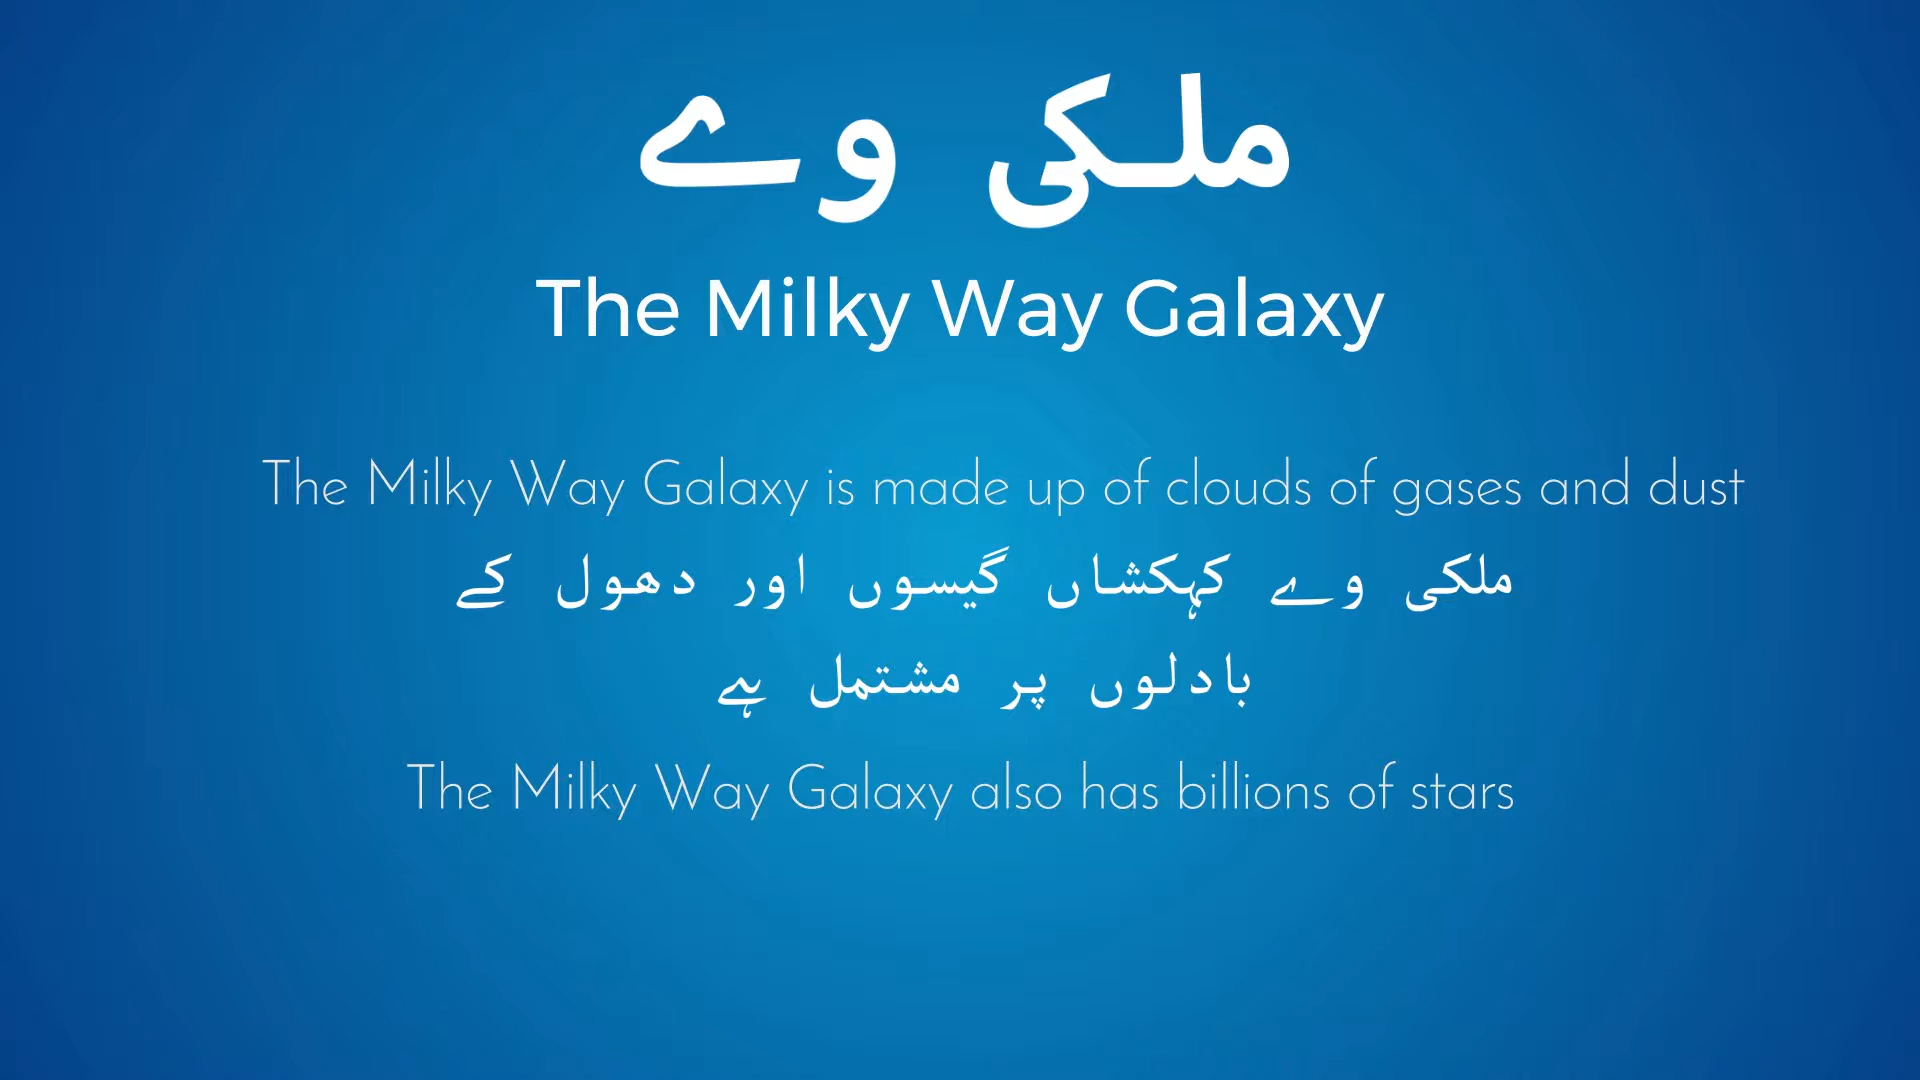 ملکی وے
The Milky Way Galaxy
The Milky Way Galaxy is made up of clouds of gases and dust
ملکی وے کہکشاں گیسوں اور دھول کے
بادلوں پر مشتمل ہے
The Milky Way Galaxy also has billions of stars